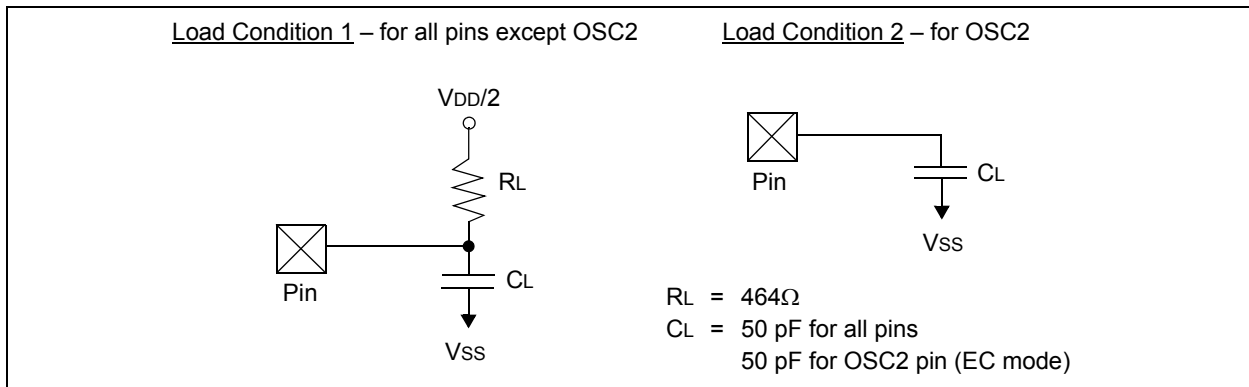 Load Condition 1 – for all pins except OSC2
Load Condition 2 – for OSC2
VDD/2
RL
Pin
CL
VSS
Pin
CL
VSS
RL = 464Ω
CL = 50 pF for all pins
50 pF for OSC2 pin (EC mode)